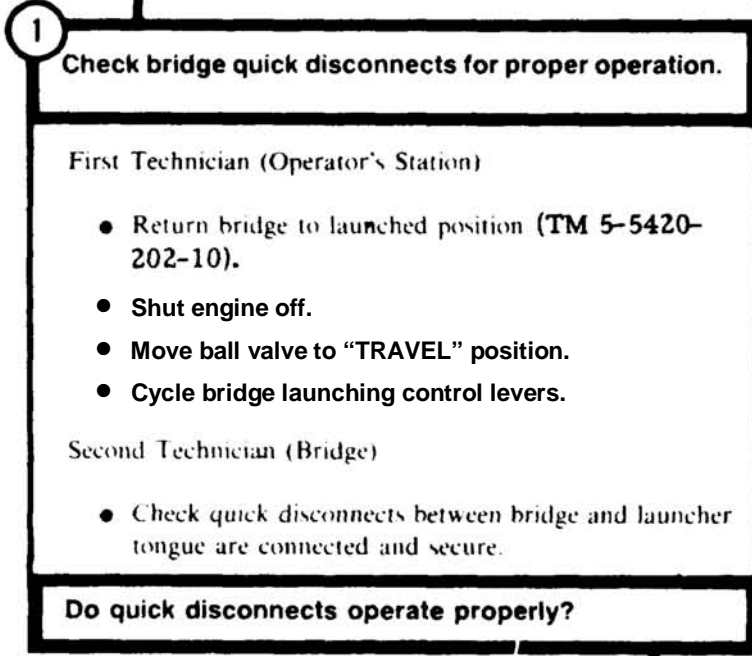 1
Check bridge quick disconnects for proper operation.
First Technician (Operator's Station)
● Return bridge to launched position (TM 5-5420-
202-10).
● Shut engine off.
● Move ball valve to “TRAVEL” position.
● Cycle bridge launching control levers.
Second Technician (Bridge)
● Check quick disconnects between bridge and launcher
tongue are connected and secure.
Do quick disconnects operate properly?